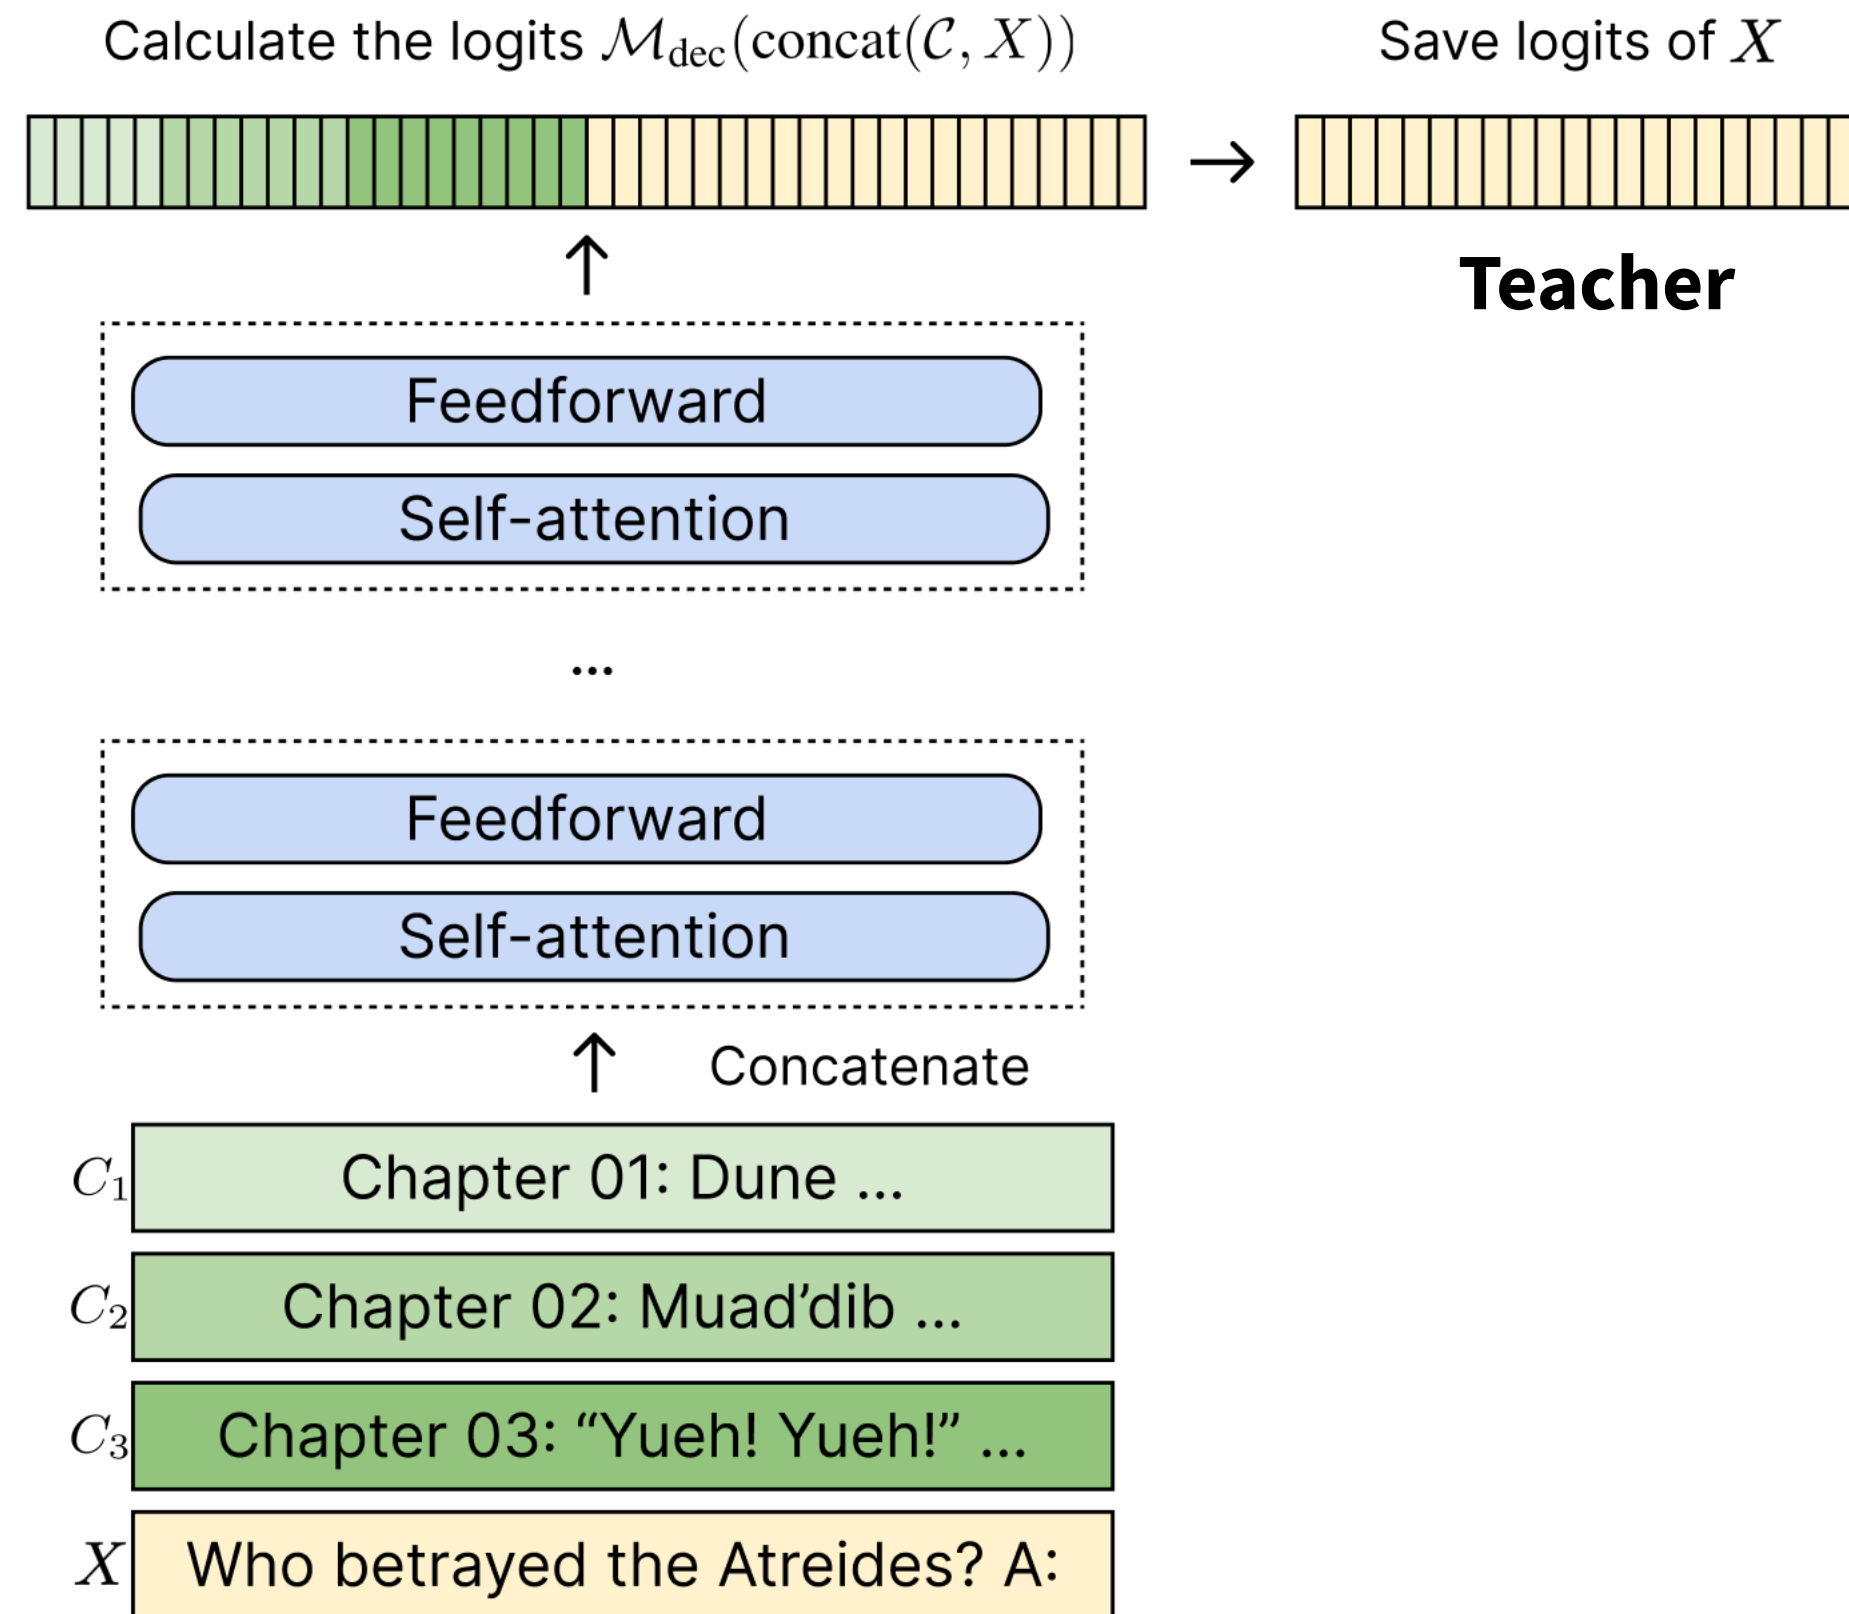 Calculate the logits ℳdec(concat(𝒞, X))
Save logits of X
Teacher
Feedforward
Self-attention
...
Feedforward
Self-attention
Concatenate
C1 Chapter 01: Dune ...
C2 Chapter 02: Muad’dib ...
C3 Chapter 03: “Yueh! Yueh!” ...
X Who betrayed the Atreides? A: